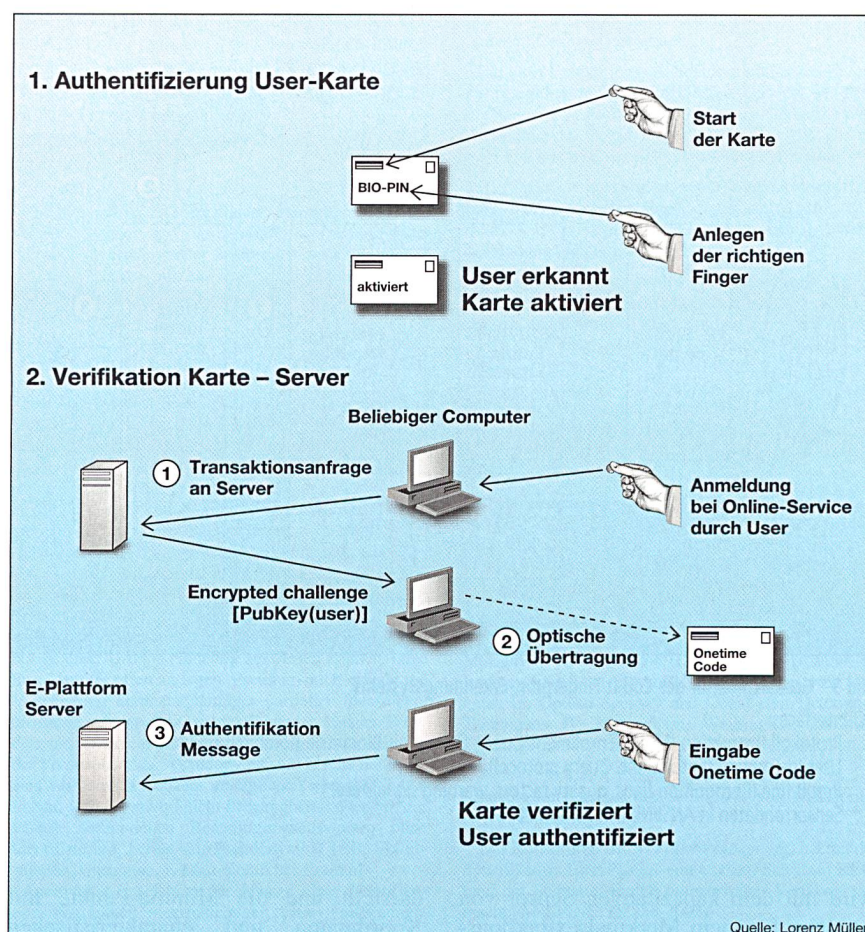 1. Authentifizierung User-Karte
Start
der Karte
BIO-PIN
Anlegen
der richtigen
Finger
aktiviert
User erkannt
Karte aktiviert
2. Verifikation Karte – Server
Beliebiger Computer
1 Transaktionsanfrage
an Server
Anmeldung
bei Online-Service
durch User
Encrypted challenge
[PubKey(user)]
2 Optische
Übertragung
Onetime
Code
E-Plattform
Server
3 Authentifikation
Message
Eingabe
Onetime Code
Karte verifiziert
User authentifiziert
Quelle: Lorenz Müller